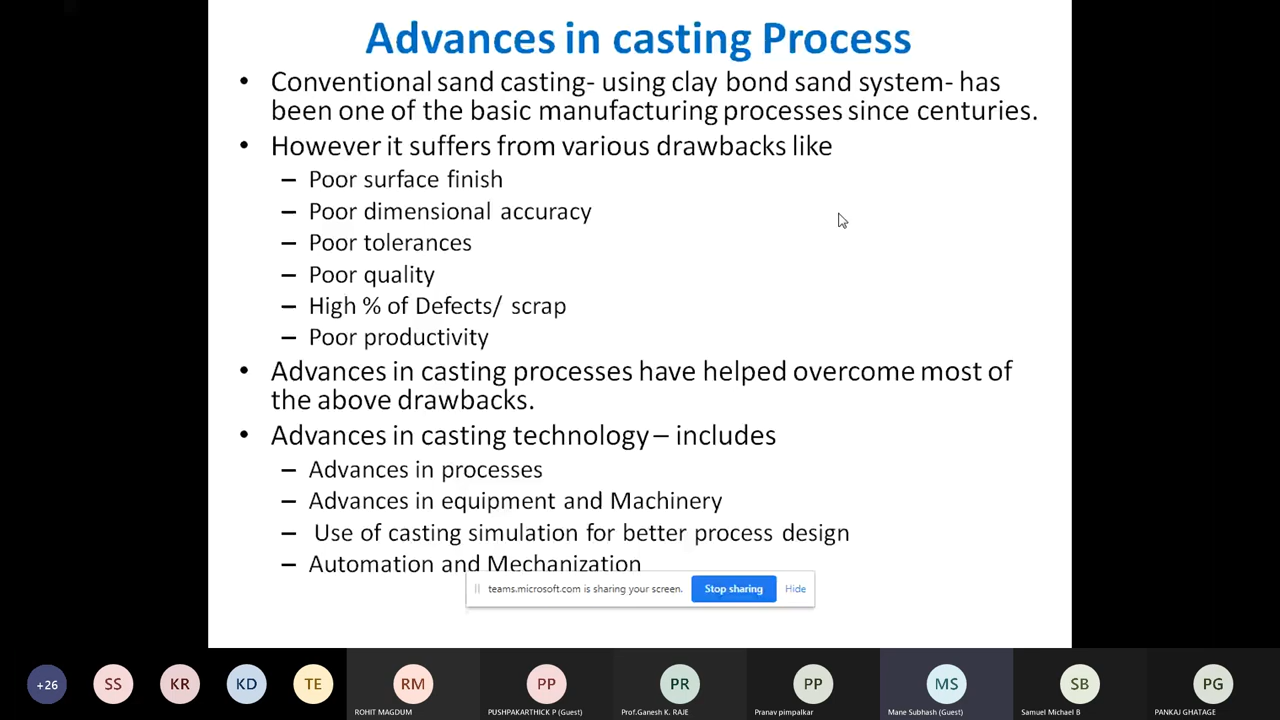 Advances in casting Process
• Conventional sand casting- using clay bond sand system- has
been one of the basic manufacturing processes since centuries.
• However it suffers from various drawbacks like
– Poor surface finish
– Poor dimensional accuracy
– Poor tolerances
– Poor quality
– High % of Defects/ scrap
– Poor productivity
• Advances in casting processes have helped overcome most of
the above drawbacks.
• Advances in casting technology – includes
– Advances in processes
– Advances in equipment and Machinery
– Use of casting simulation for better process design
– Automation and Mechanization
teams.microsoft.com is sharing your screen. Stop sharing Hide
+26 SS KR KD TE RM PP PR PP MS SB PG
ROHIT MAGDUM PUSHPAKARTHICK P (Guest) Prof.Ganesh K. RAJE Pranav pimpalkar Mane Subhash (Guest) Samuel Michael B PANKAJ GHATAGE